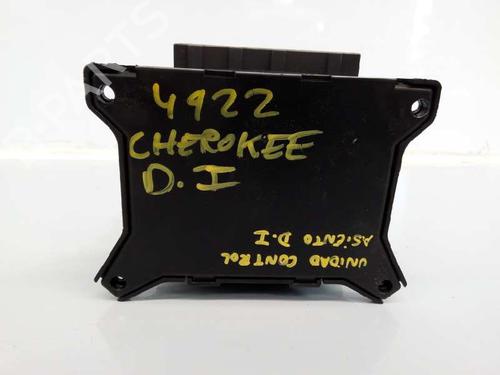 4922
CHEROKEE
D. I
UNIDAD CONTROL
ASIENTO D.I